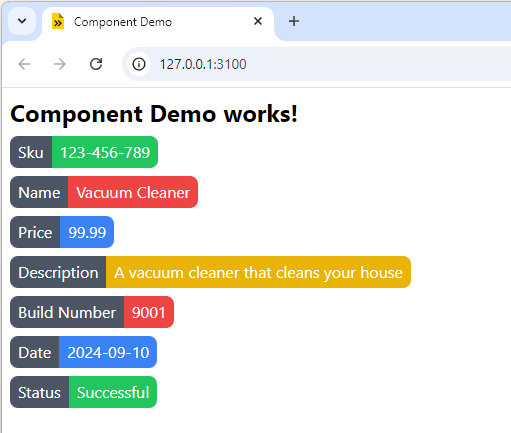 Component Demo
127.0.0.1:3100
Component Demo works!
Sku 123-456-789
Name Vacuum Cleaner
Price 99.99
Description A vacuum cleaner that cleans your house
Build Number 9001
Date 2024-09-10
Status Successful